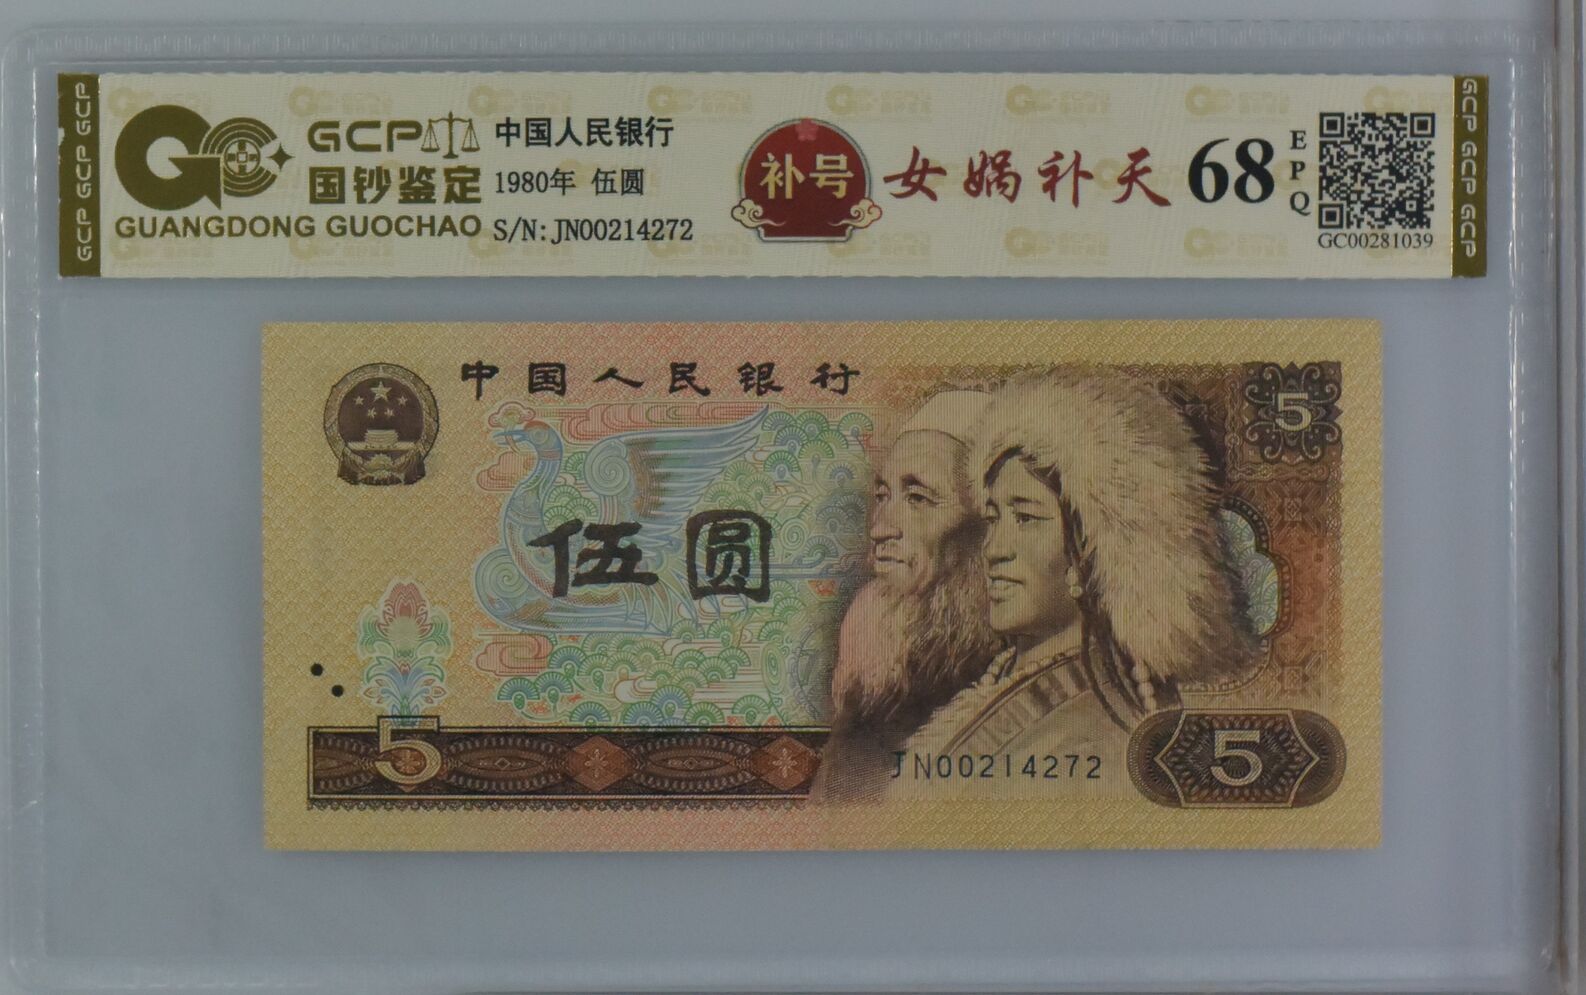 GCP GCP GCP
GCP
国钞鉴定
GUANGDONG GUOCHAO
中国人民银行
1980年 伍圆
S/N: JN00214272
补号
女娲补天
68
EPQ
GC00281039
GCP GCP GCP
中国人民银行
5
伍圆
5
JN00214272
5